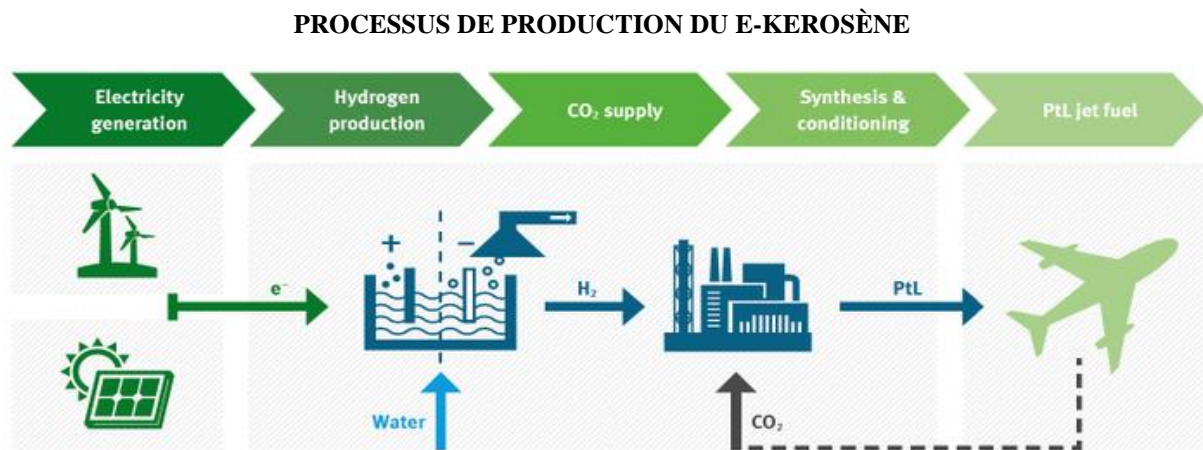 PROCESSUS DE PRODUCTION DU E-KEROSÈNE
Electricity
generation
Hydrogen
production
CO₂ supply
Synthesis &
conditioning
PtL jet fuel
+
−
e⁻
H₂
PtL
Water
CO₂